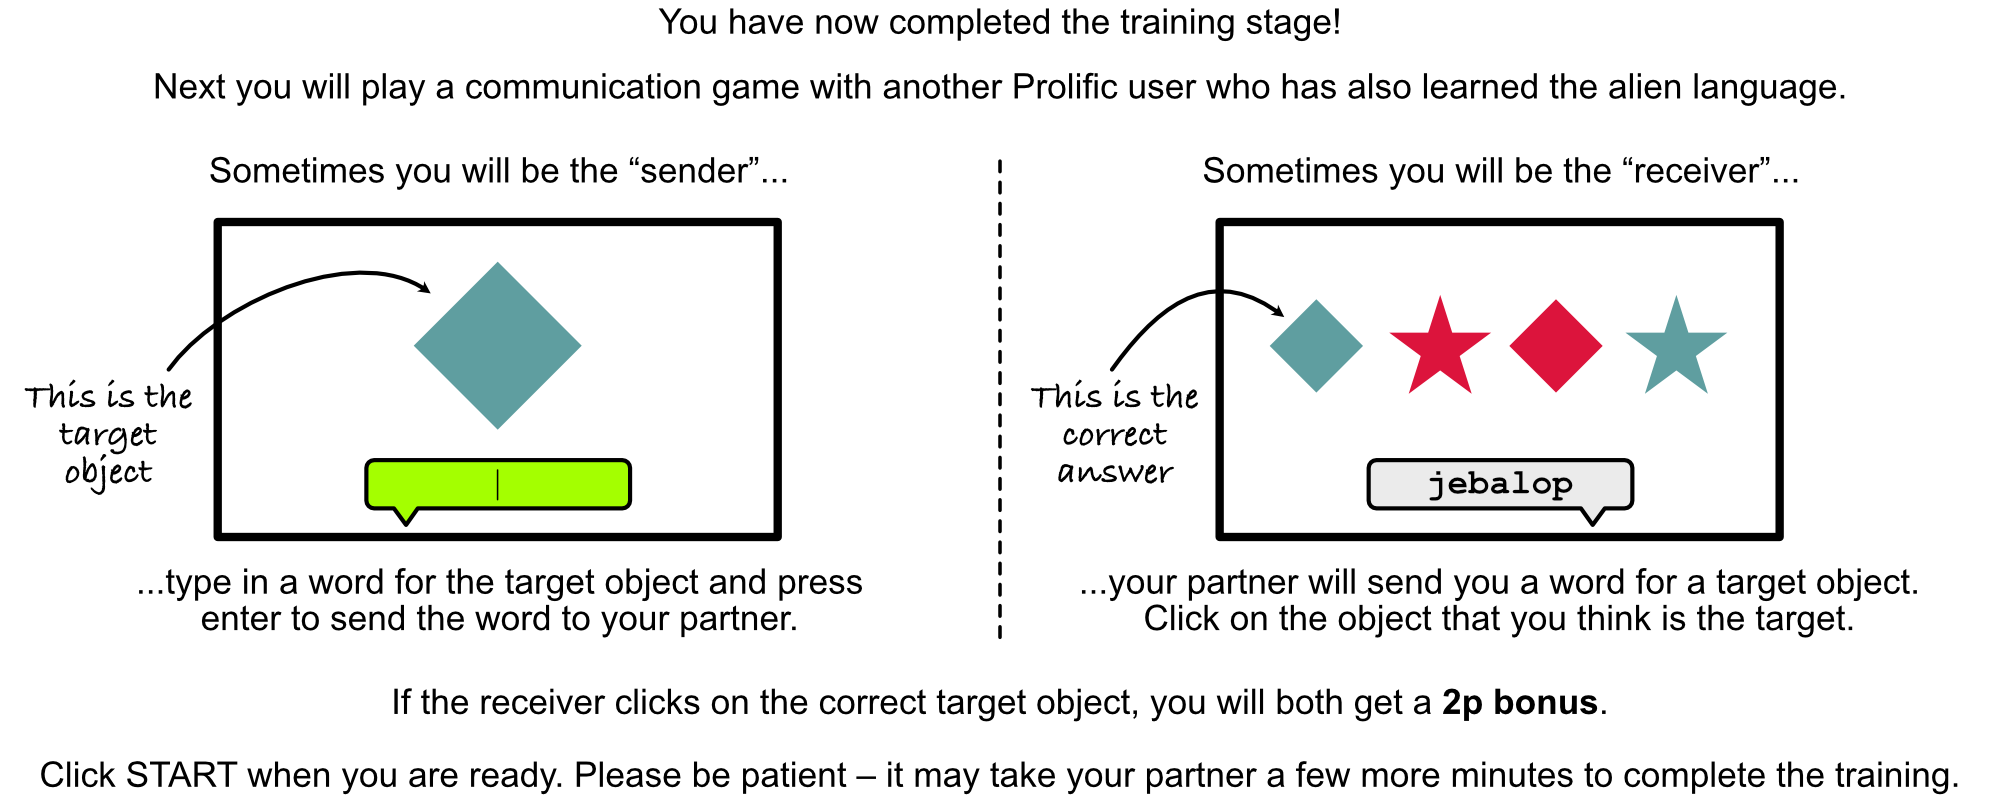 You have now completed the training stage!
Next you will play a communication game with another Prolific user who has also learned the alien language.
Sometimes you will be the “sender”...
This is the
target
object
...type in a word for the target object and press
enter to send the word to your partner.
Sometimes you will be the “receiver”...
This is the
correct
answer
jebalop
...your partner will send you a word for a target object.
Click on the object that you think is the target.
If the receiver clicks on the correct target object, you will both get a 2p bonus.
Click START when you are ready. Please be patient – it may take your partner a few more minutes to complete the training.